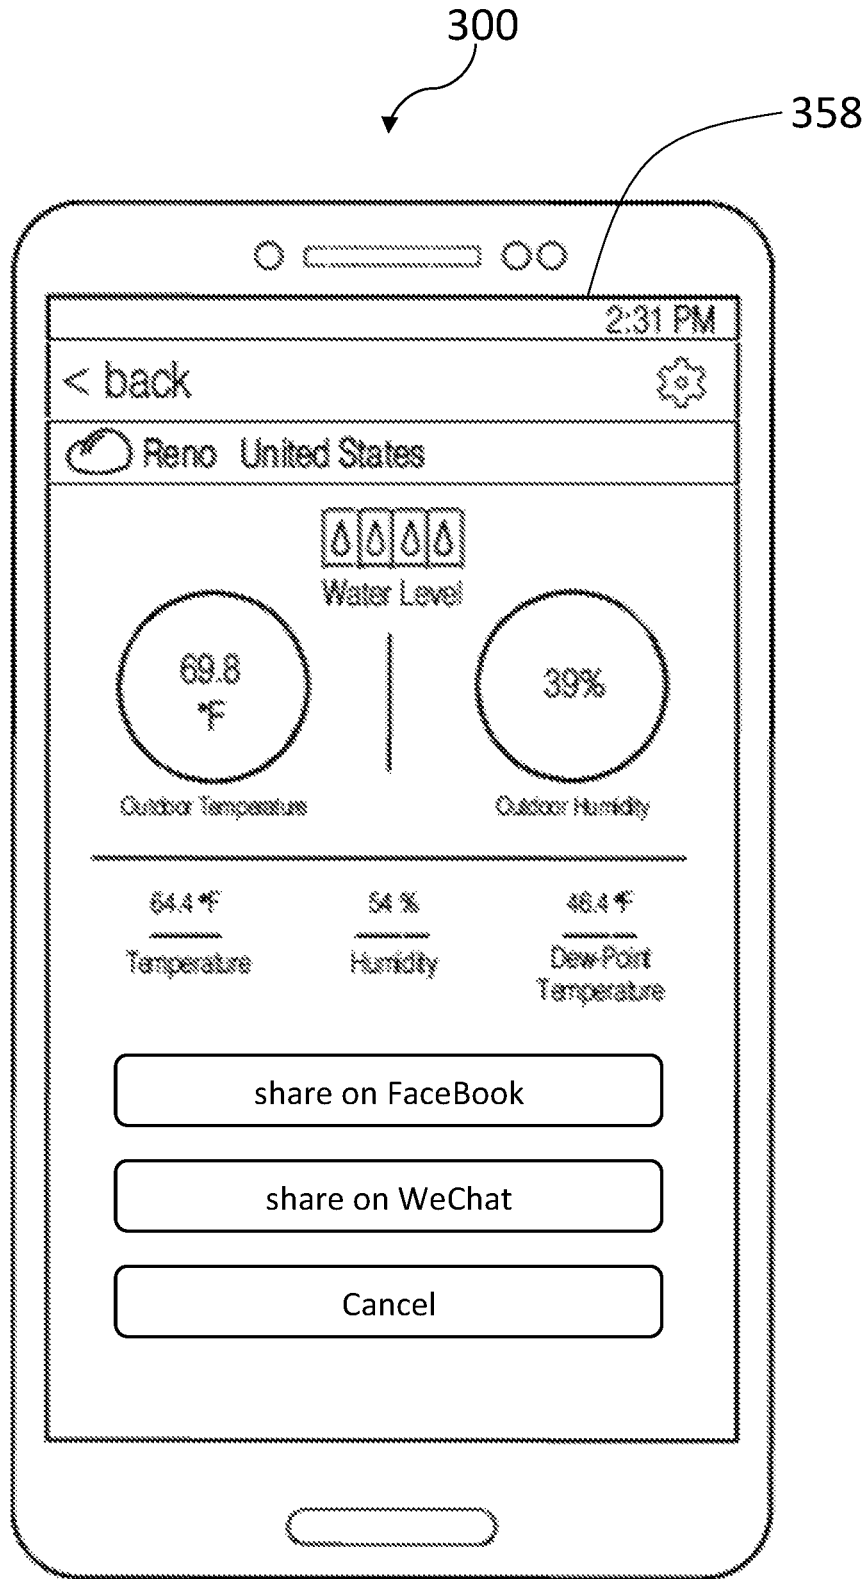 300
358
2:31 PM
< back
Reno United States
Water Level
69.8
°F
39%
Outdoor Temperature
Outdoor Humidity
64.4 °F
54 %
46.4 °F
Temperature
Humidity
Dew-Point
Temperature
share on FaceBook
share on WeChat
Cancel